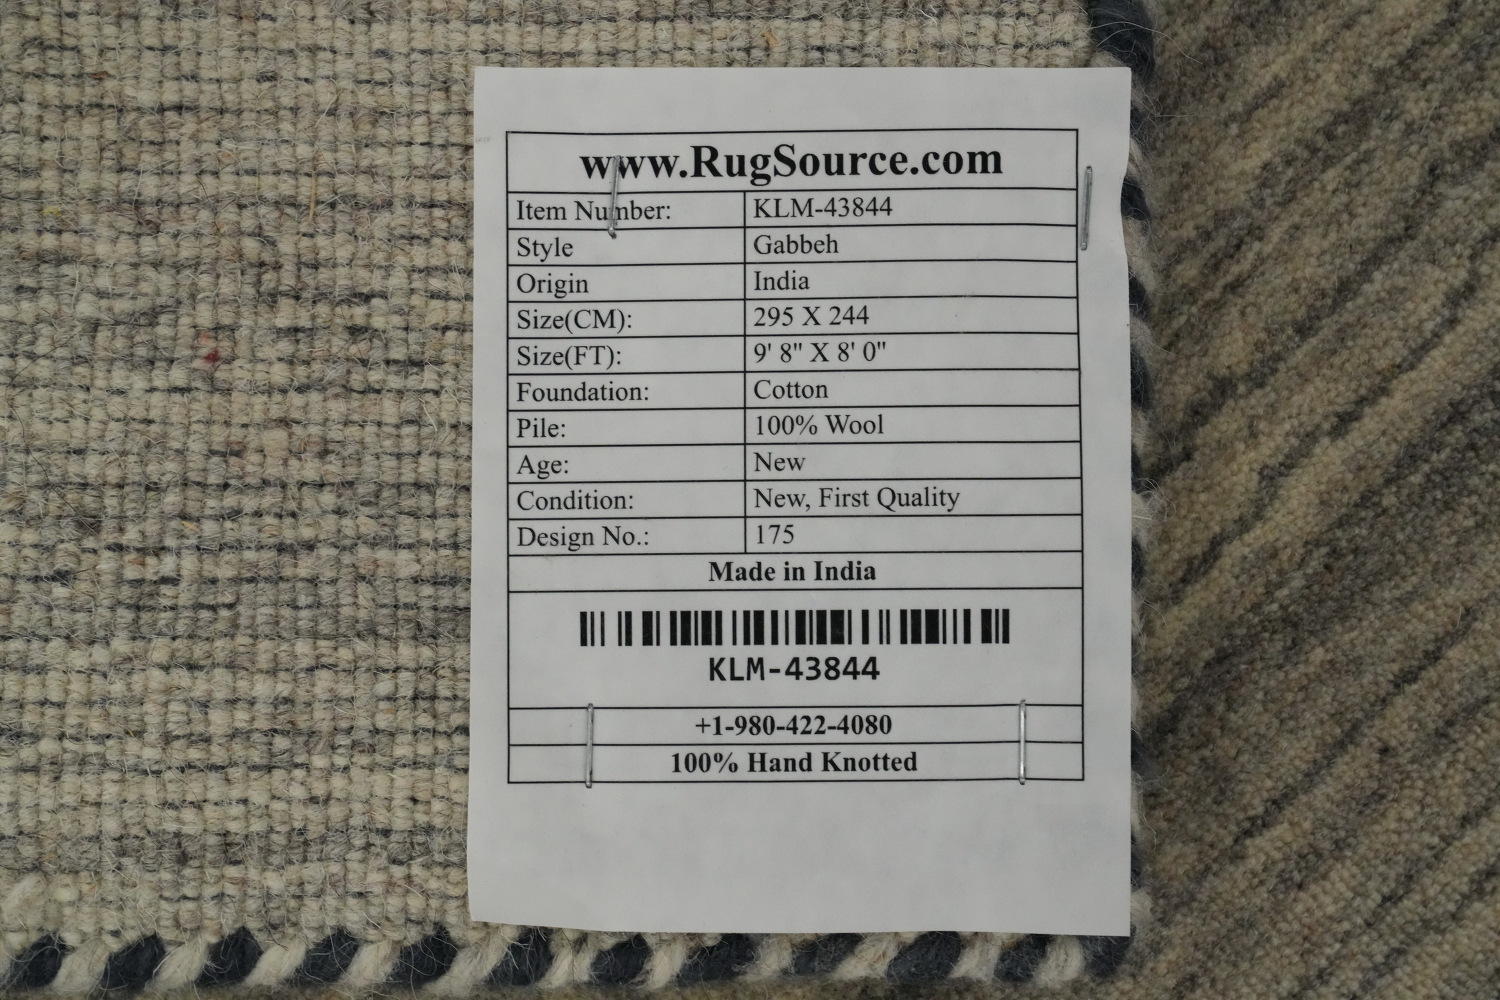 www.RugSource.com
Item Number: KLM-43844
Style Gabbeh
Origin India
Size(CM): 295 X 244
Size(FT): 9' 8" X 8' 0"
Foundation: Cotton
Pile: 100% Wool
Age: New
Condition: New, First Quality
Design No.: 175
Made in India
KLM-43844
+1-980-422-4080
100% Hand Knotted